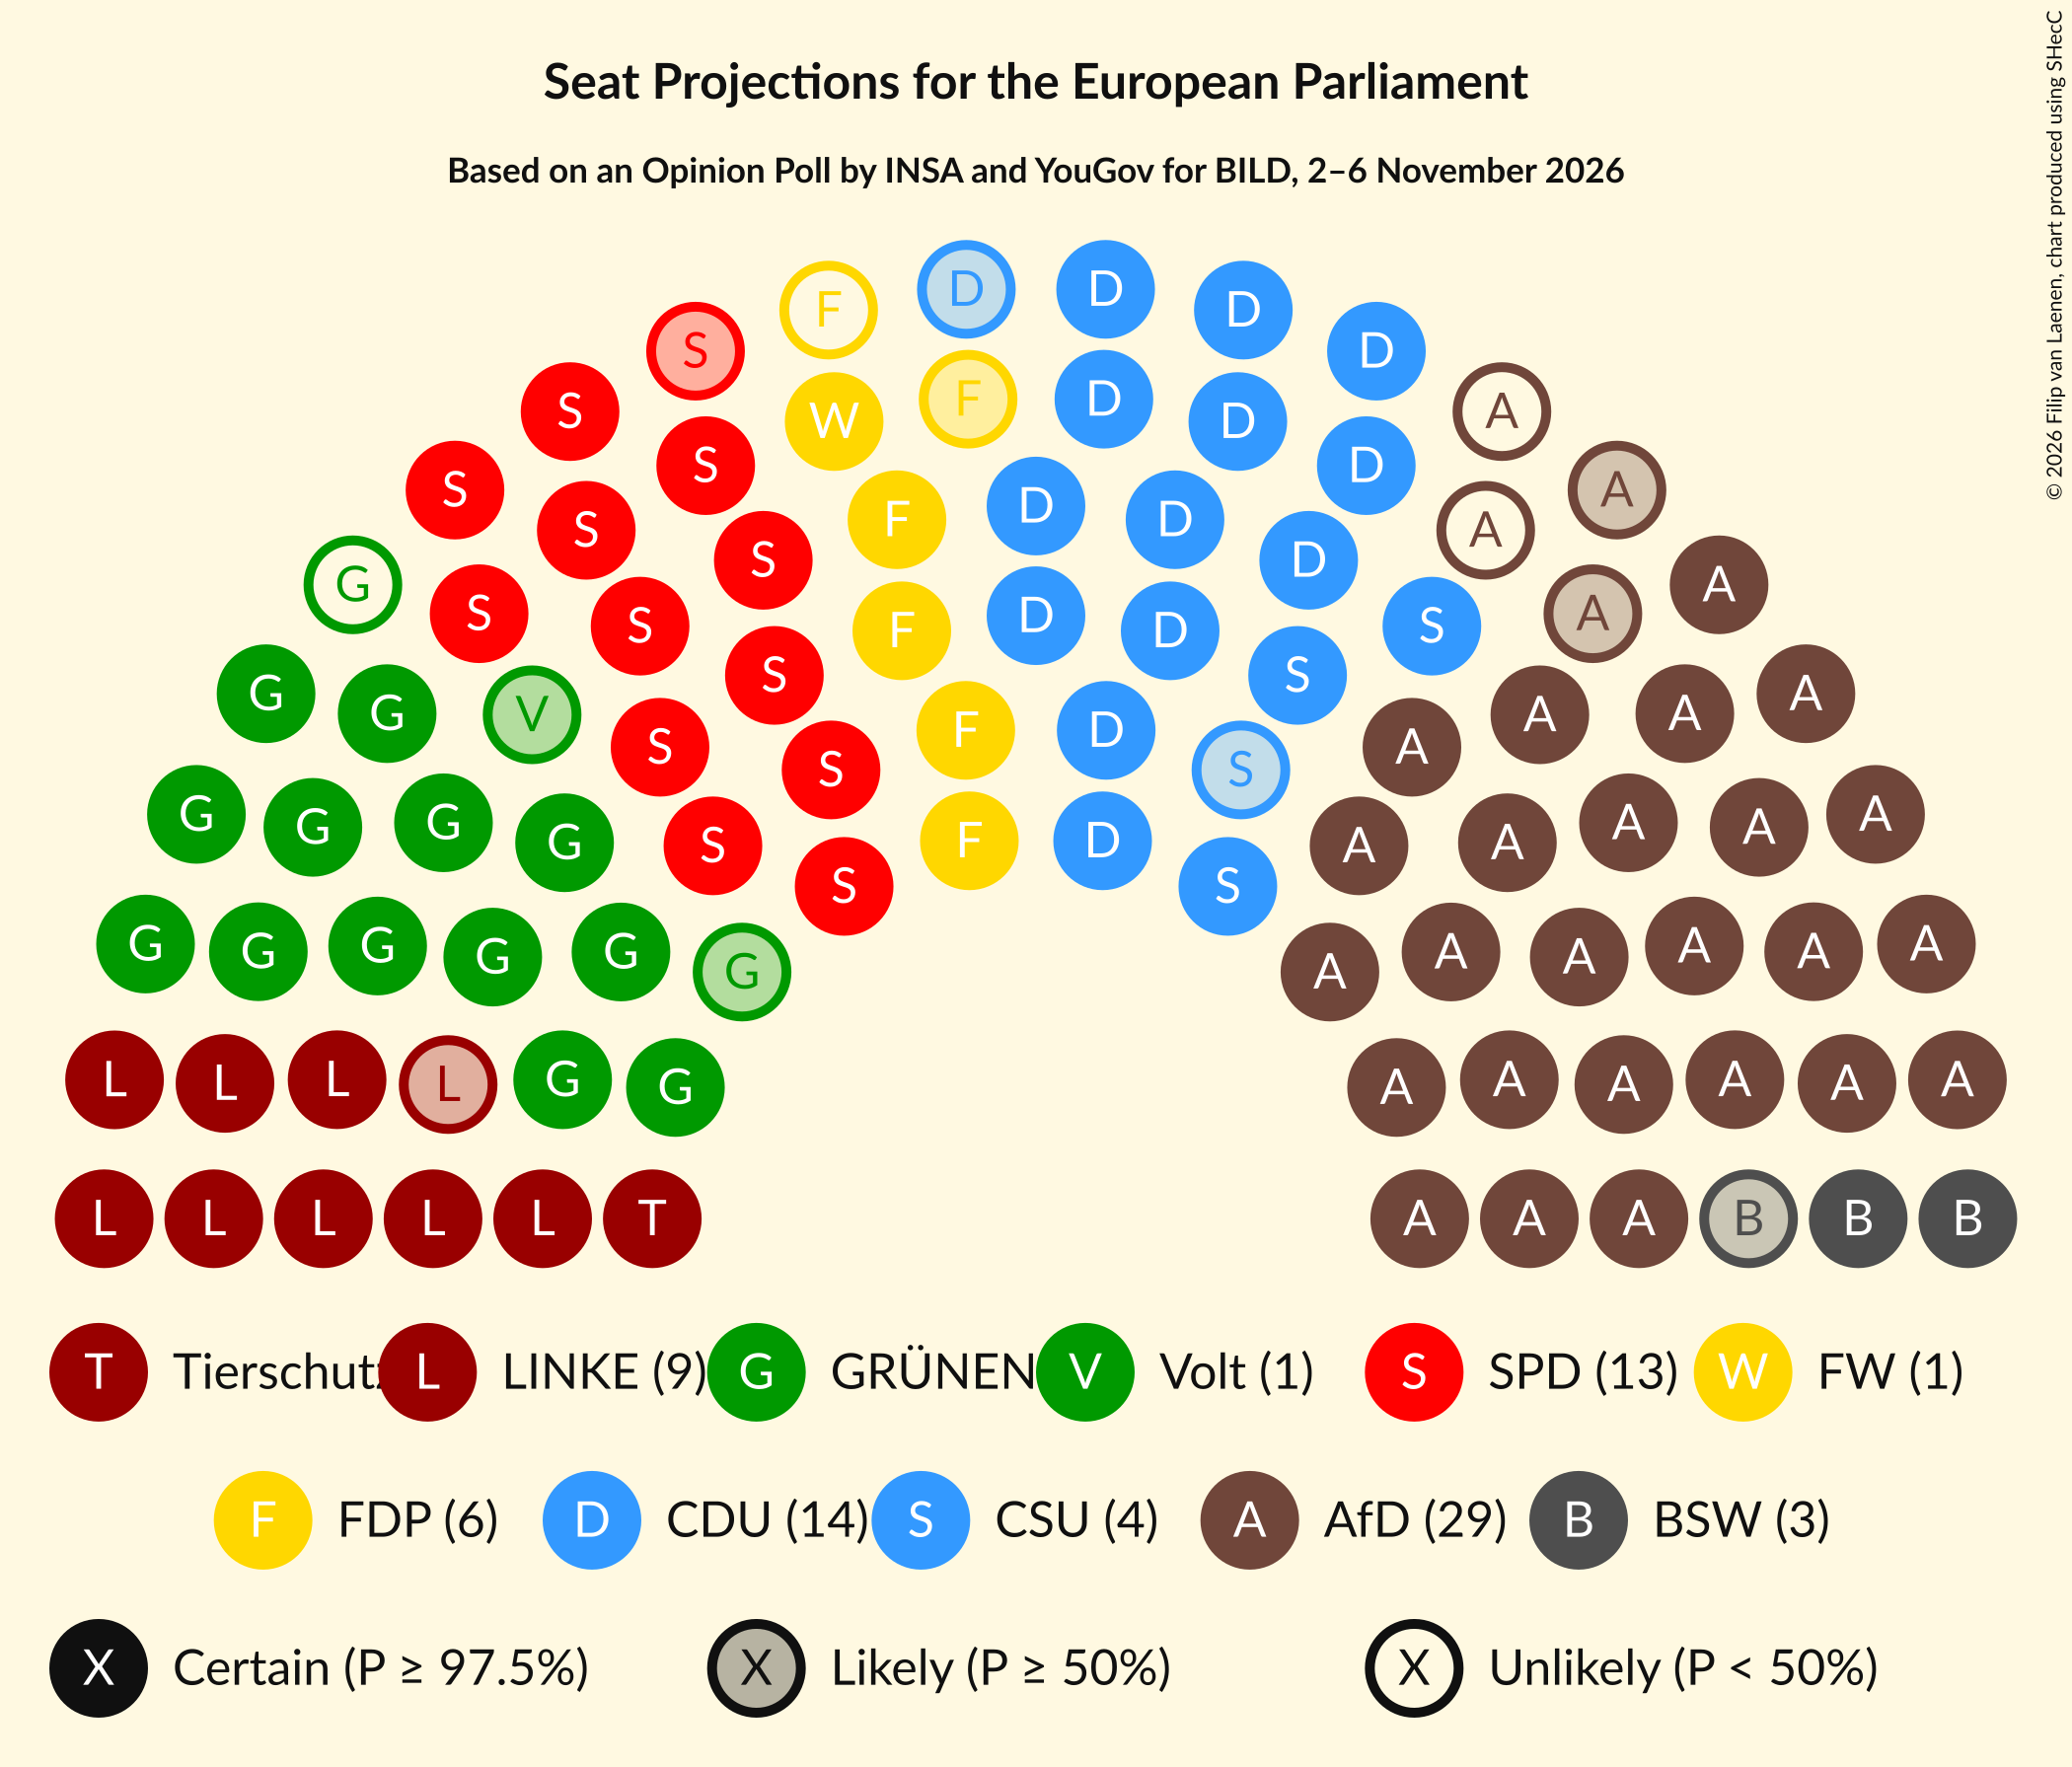 Seat Projections for the European Parliament
Based on an Opinion Poll by INSA and YouGov for BILD, 2–6 November 2026
© 2026 Filip van Laenen, chart produced using SHecC
D D
F D
S D
F D
S A
W D
S D
S A
D
F D
S A
S D
G A
S D A
S S
F D
S S
G A
G V A A
F D
S A
S S
G A
G A
G A
G F D A
S A
S S
G G A A
G G A A
G A
G A
L L L L G G A A A A A A
L L L L L T A A A B B B
T L LINKE (9) G GRÜNEN V Volt (1) S SPD (13) W FW (1)
F FDP (6) D CDU (14) S CSU (4) A AfD (29) B BSW (3)
X Certain (P ≥ 97.5%) X Likely (P ≥ 50%) X Unlikely (P < 50%)